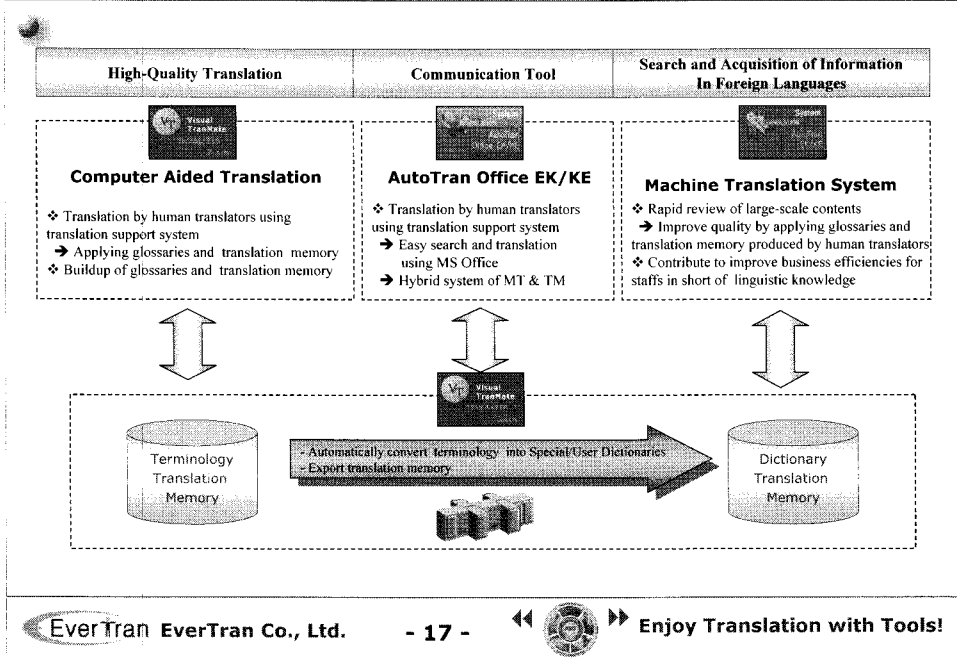 High-Quality Translation
Communication Tool
Search and Acquisition of Information
In Foreign Languages
VT Visual
TranMate
System
Computer Aided Translation
❖ Translation by human translators using
translation support system
➔ Applying glossaries and translation memory
❖ Buildup of glossaries and translation memory
AutoTran Office EK/KE
❖ Translation by human translators
using translation support system
➔ Easy search and translation
using MS Office
➔ Hybrid system of MT & TM
Machine Translation System
❖ Rapid review of large-scale contents
➔ Improve quality by applying glossaries and
translation memory produced by human translators
❖ Contribute to improve business efficiencies for
staffs in short of linguistic knowledge
VT Visual
TranMate
Terminology
Translation
Memory
- Automatically convert terminology into Special/User Dictionaries
- Export translation memory
Dictionary
Translation
Memory
EverTran EverTran Co., Ltd.
- 17 -
Enjoy Translation with Tools!